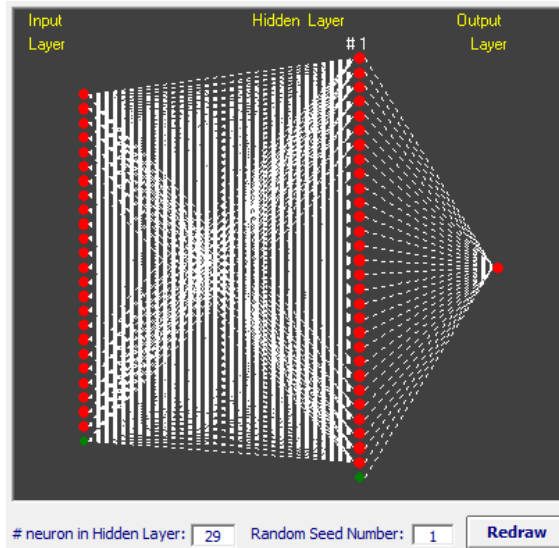 Input Hidden Layer Output
Layer # 1 Layer
# neuron in Hidden Layer: 29 Random Seed Number: 1 Redraw